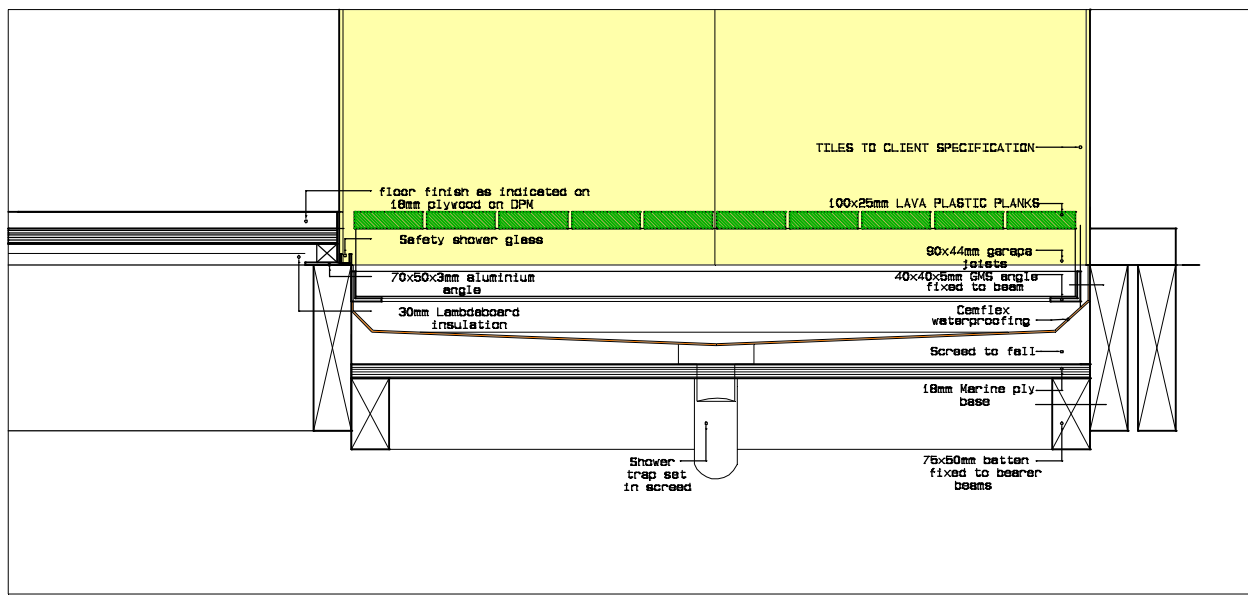 TILES TO CLIENT SPECIFICATION
floor finish as indicated on
18mm plywood on DPM
100x25mm LAVA PLASTIC PLANKS
Safety shower glass
90x44mm garapa
joists
70x50x3mm aluminium
angle
40x40x5mm GMS angle
fixed to beam
30mm Lambdaboard
insulation
Cemflex
waterproofing
Screed to fall
18mm Marine ply
base
Shower
trap set
in screed
75x50mm batten
fixed to bearer
beams